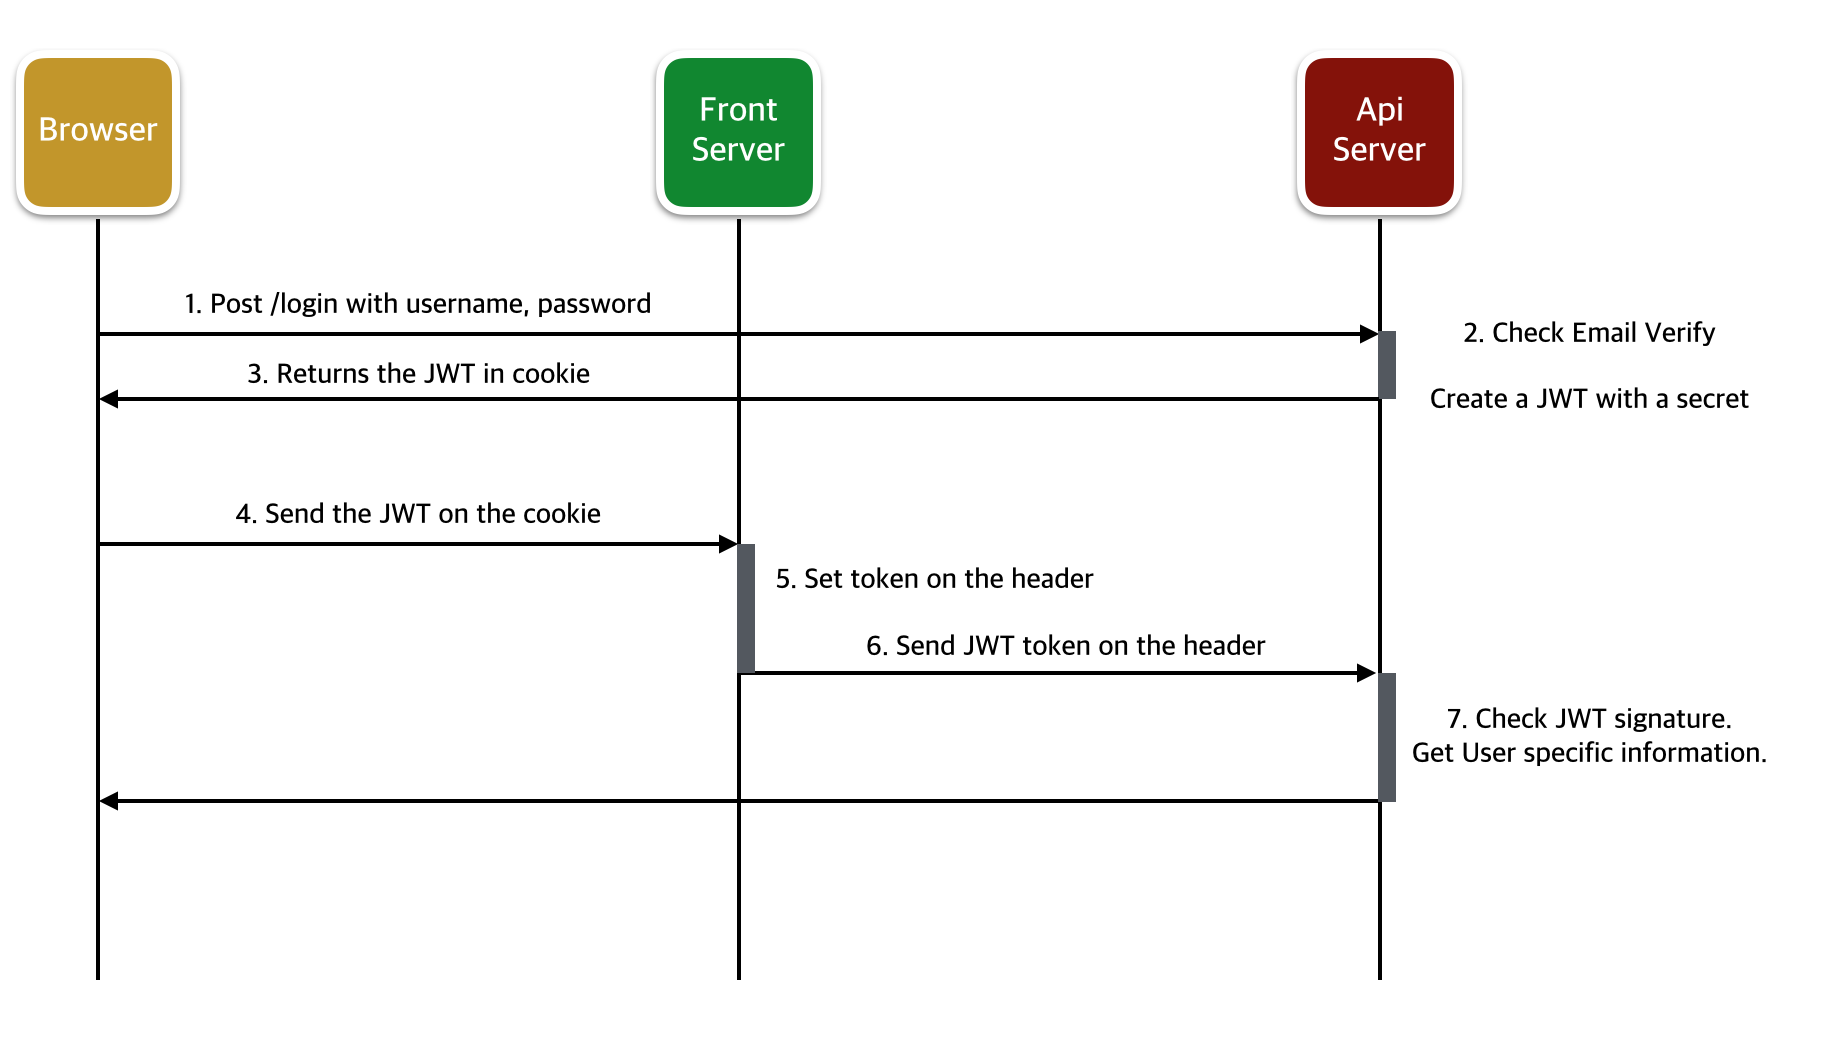 Browser
Front
Server
Api
Server
1. Post /login with username, password
2. Check Email Verify
3. Returns the JWT in cookie
Create a JWT with a secret
4. Send the JWT on the cookie
5. Set token on the header
6. Send JWT token on the header
7. Check JWT signature.
Get User specific information.